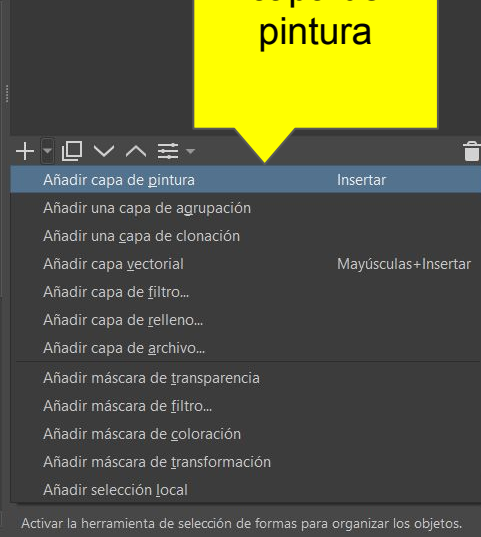 pintura
Añadir capa de pintura Insertar
Añadir una capa de agrupación
Añadir una capa de clonación
Añadir capa vectorial Mayúsculas+Insertar
Añadir capa de filtro...
Añadir capa de relleno...
Añadir capa de archivo...
Añadir máscara de transparencia
Añadir máscara de filtro...
Añadir máscara de coloración
Añadir máscara de transformación
Añadir selección local
Activar la herramienta de selección de formas para organizar los objetos.